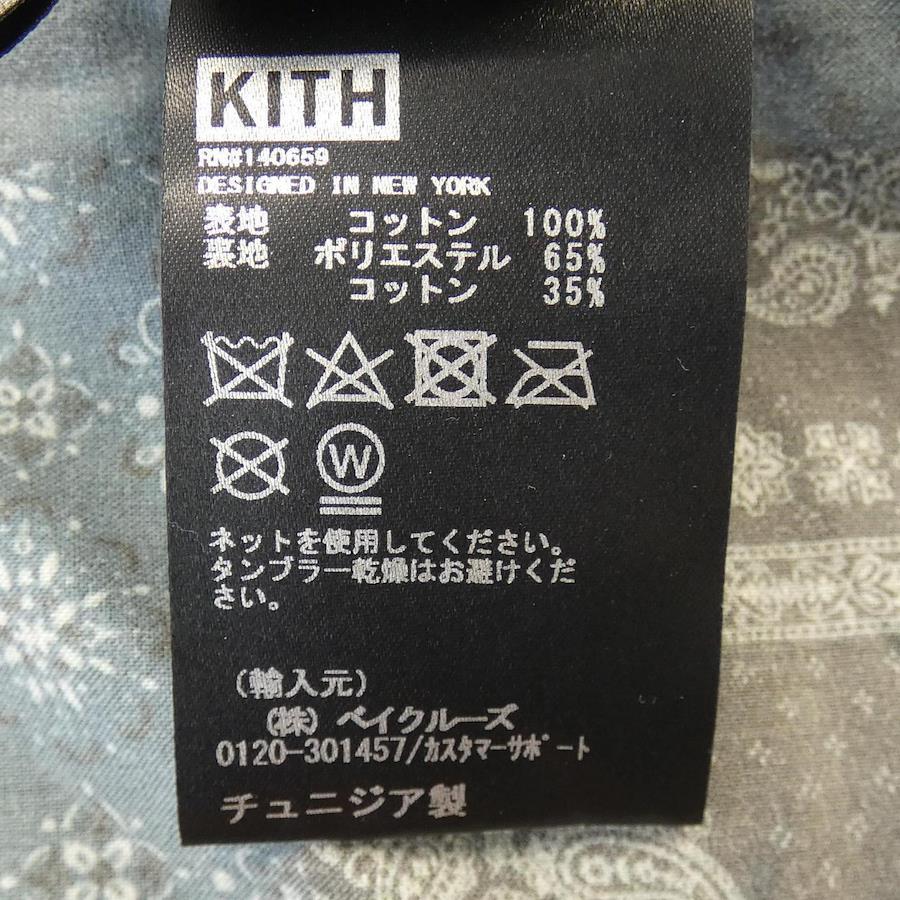 KITH
RN#140659
DESIGNED IN NEW YORK
表地 コットン 100%
裏地 ポリエステル 65%
コットン 35%
W
ネットを使用してください。
タンブラー乾燥はお避けくだ
さい。
(輸入元)
(株) ベイクルーズ
0120-301457/ｶｽﾀﾏｰｻﾎﾟｰﾄ
チュニジア製